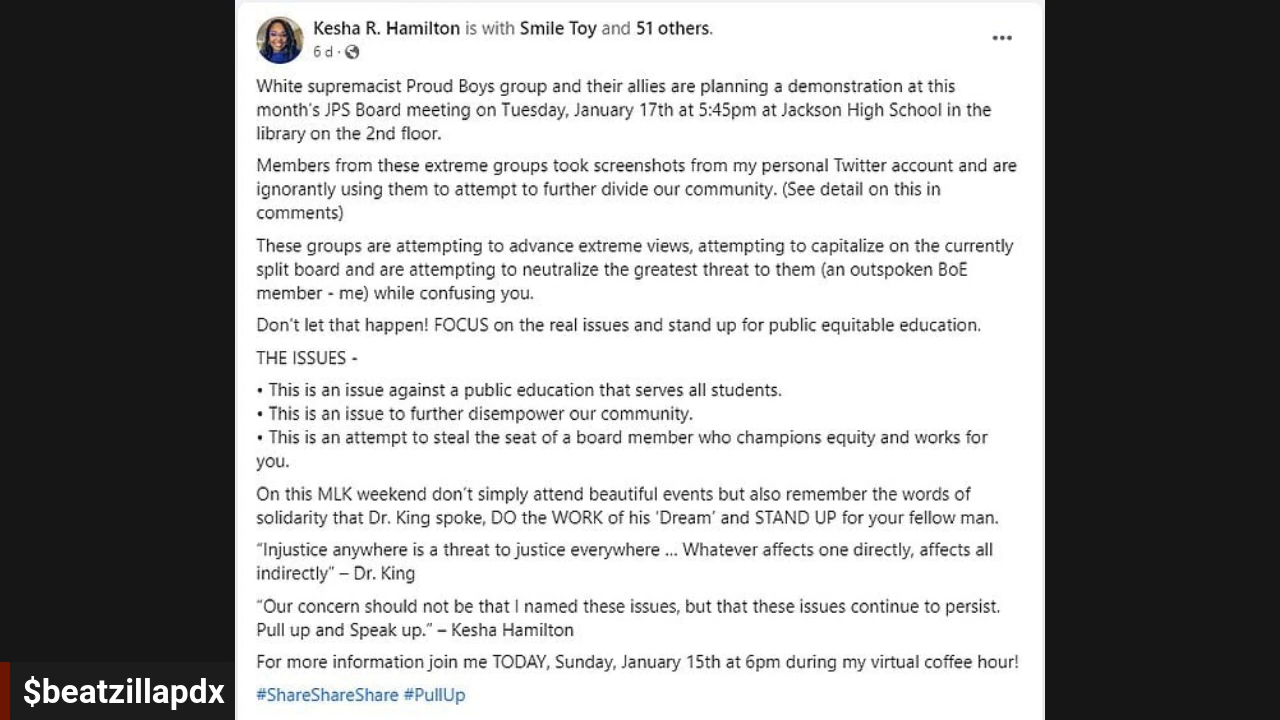 Kesha R. Hamilton is with Smile Toy and 51 others.
6 d ·
White supremacist Proud Boys group and their allies are planning a demonstration at this
month's JPS Board meeting on Tuesday, January 17th at 5:45pm at Jackson High School in the
library on the 2nd floor.
Members from these extreme groups took screenshots from my personal Twitter account and are
ignorantly using them to attempt to further divide our community. (See detail on this in
comments)
These groups are attempting to advance extreme views, attempting to capitalize on the currently
split board and are attempting to neutralize the greatest threat to them (an outspoken BoE
member - me) while confusing you.
Don't let that happen! FOCUS on the real issues and stand up for public equitable education.
THE ISSUES -
• This is an issue against a public education that serves all students.
• This is an issue to further disempower our community.
• This is an attempt to steal the seat of a board member who champions equity and works for
you.
On this MLK weekend don't simply attend beautiful events but also remember the words of
solidarity that Dr. King spoke, DO the WORK of his 'Dream' and STAND UP for your fellow man.
“Injustice anywhere is a threat to justice everywhere ... Whatever affects one directly, affects all
indirectly” – Dr. King
“Our concern should not be that I named these issues, but that these issues continue to persist.
Pull up and Speak up.” – Kesha Hamilton
For more information join me TODAY, Sunday, January 15th at 6pm during my virtual coffee hour!
#ShareShareShare #PullUp
$beatzillapdx